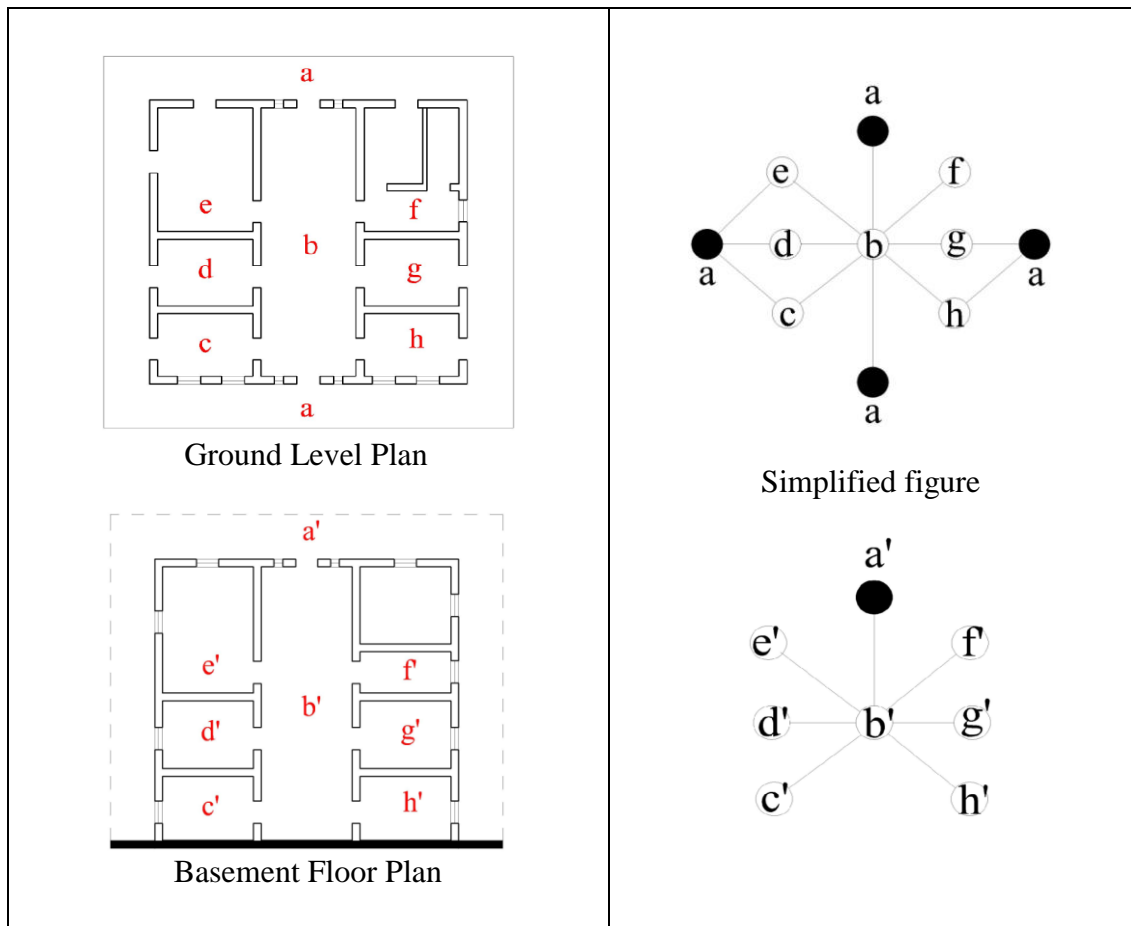 a
e
f
b
d
g
c
h
a
Ground Level Plan
a'
e'
f'
b'
d'
g'
c'
h'
Basement Floor Plan
a
e
f
a
d
b
g
a
c
h
a
Simplified figure
a'
e'
f'
d'
b'
g'
c'
h'